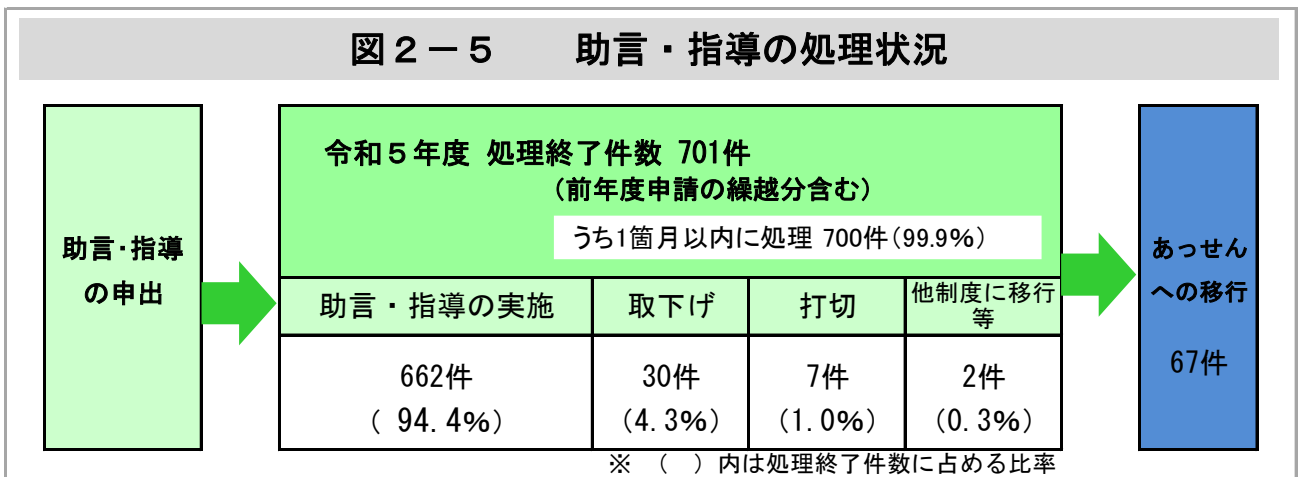 図２－５　　助言・指導の処理状況
助言・指導
の申出
令和５年度 処理終了件数 701件
（前年度申請の繰越分含む）
うち1箇月以内に処理 700件（99.9%）
助言・指導の実施
取下げ
打切
他制度に移行
等
662件
（ 94.4%）
30件
（4.3%）
7件
（1.0%）
2件
（0.3%）
※　（　）内は処理終了件数に占める比率
あっせん
への移行
67件